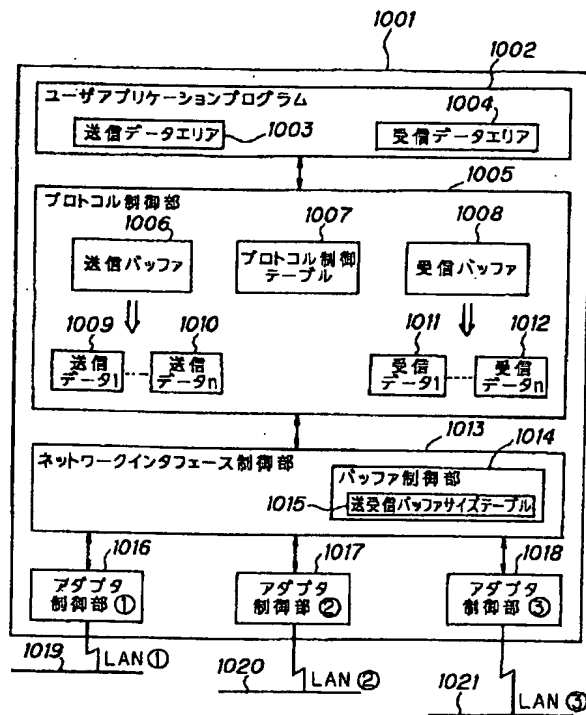 1001
1002
ユーザアプリケーションプログラム
1004
送信データエリア
1003
受信データエリア
1005
プロトコル制御部
1006
1007
1008
送信バッファ
プロトコル制御
テーブル
受信バッファ
1009
1010
1011
1012
送信
データ1
送信
データn
受信
データ1
受信
データn
1013
1014
ネットワークインタフェース制御部
バッファ制御部
1015
送受信バッファサイズテーブル
1016
1017
1018
アダプタ
制御部①
アダプタ
制御部②
アダプタ
制御部③
1019
LAN①
1020
LAN②
1021
LAN③